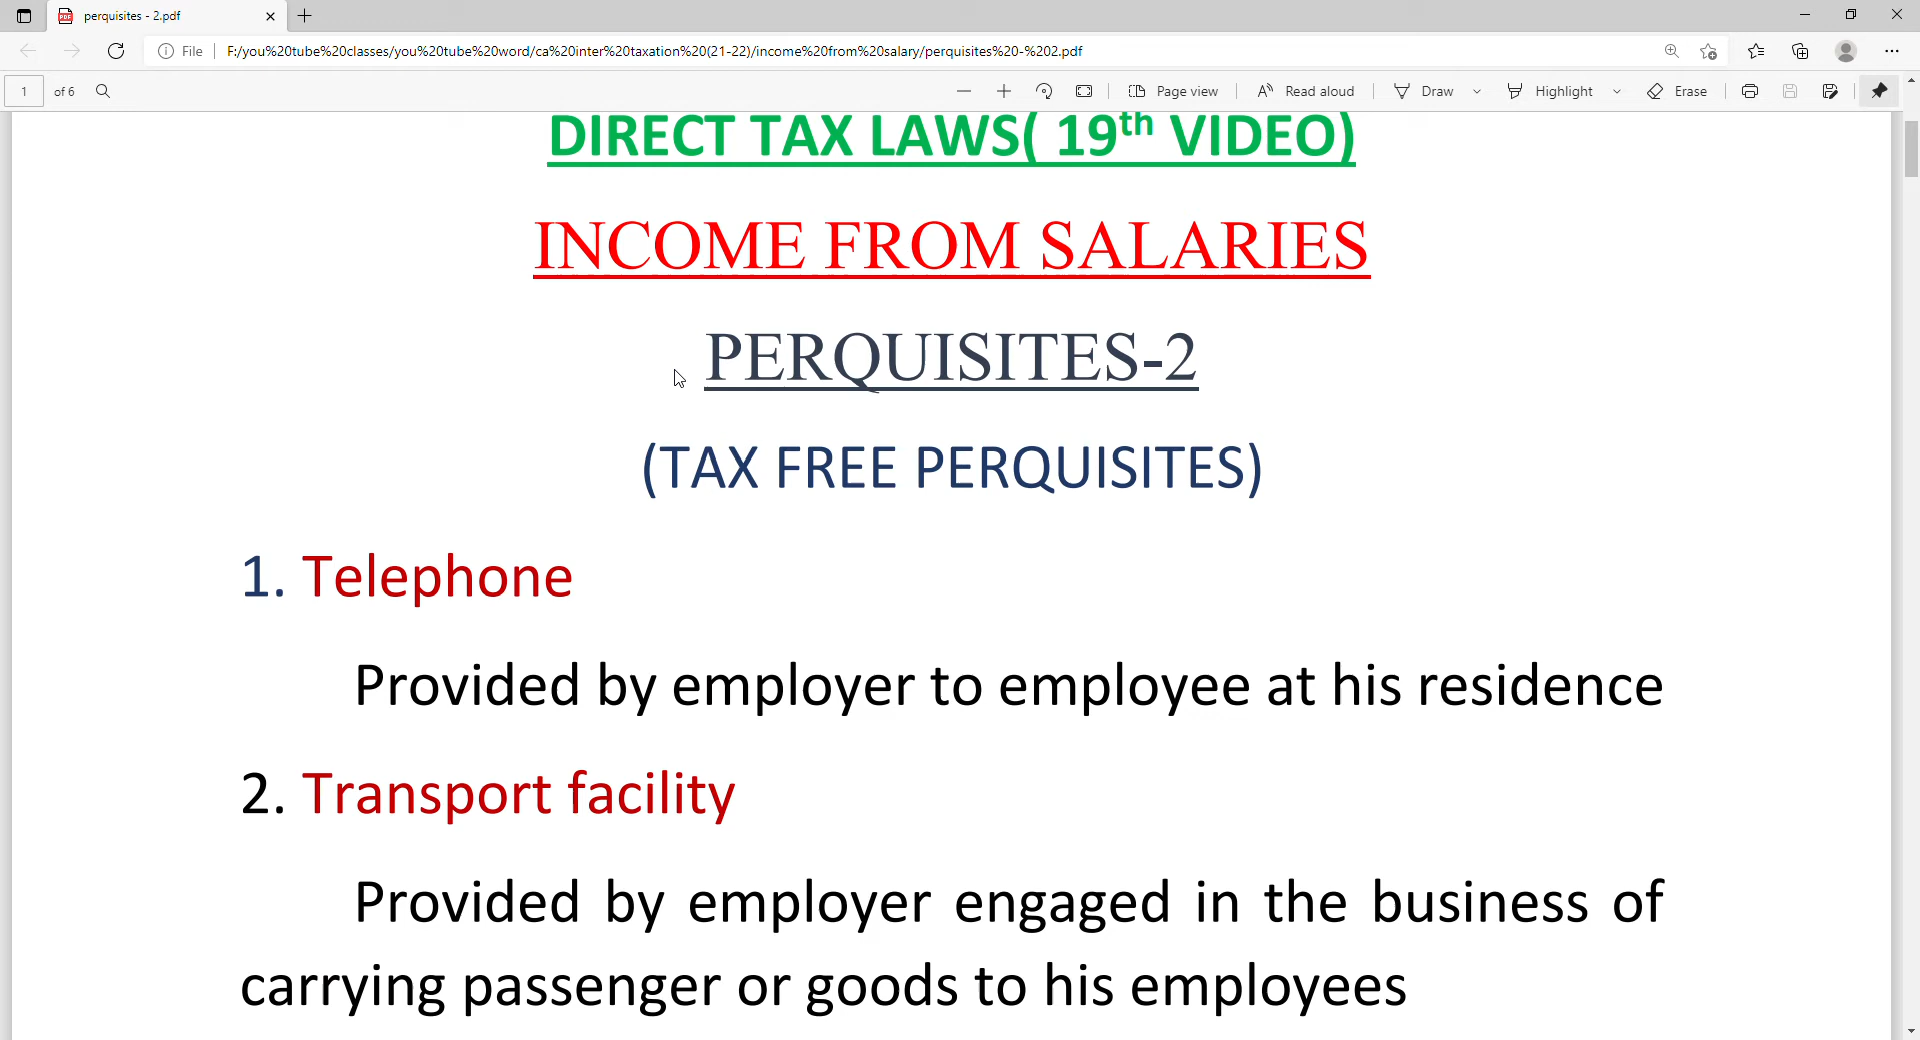 perquisites - 2.pdf
File
F:/you%20tube%20classes/you%20tube%20word/ca%20inter%20taxation%20(21-22)/income%20from%20salary/perquisites%20-%202.pdf
1 of 6
Page view
Read aloud
Draw
Highlight
Erase
DIRECT TAX LAWS( 19th VIDEO)
INCOME FROM SALARIES
PERQUISITES-2
(TAX FREE PERQUISITES)
1. Telephone
Provided by employer to employee at his residence
2. Transport facility
Provided by employer engaged in the business of
carrying passenger or goods to his employees